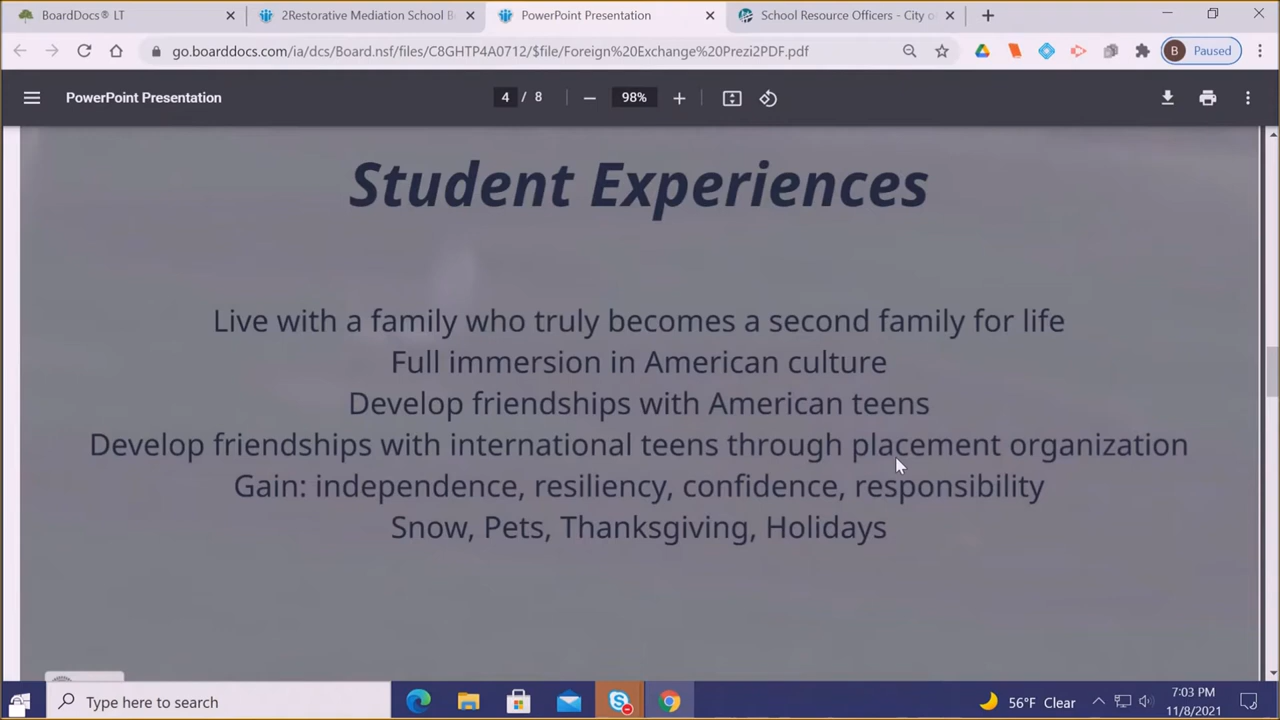 BoardDocs® LT
2Restorative Mediation School B
PowerPoint Presentation
School Resource Officers - City o
go.boarddocs.com/ia/dcs/Board.nsf/files/C8GHTP4A0712/$file/Foreign%20Exchange%20Prezi2PDF.pdf
B Paused
PowerPoint Presentation
4 / 8
98%
Student Experiences
Live with a family who truly becomes a second family for life
Full immersion in American culture
Develop friendships with American teens
Develop friendships with international teens through placement organization
Gain: independence, resiliency, confidence, responsibility
Snow, Pets, Thanksgiving, Holidays
Type here to search
56°F Clear
7:03 PM
11/8/2021